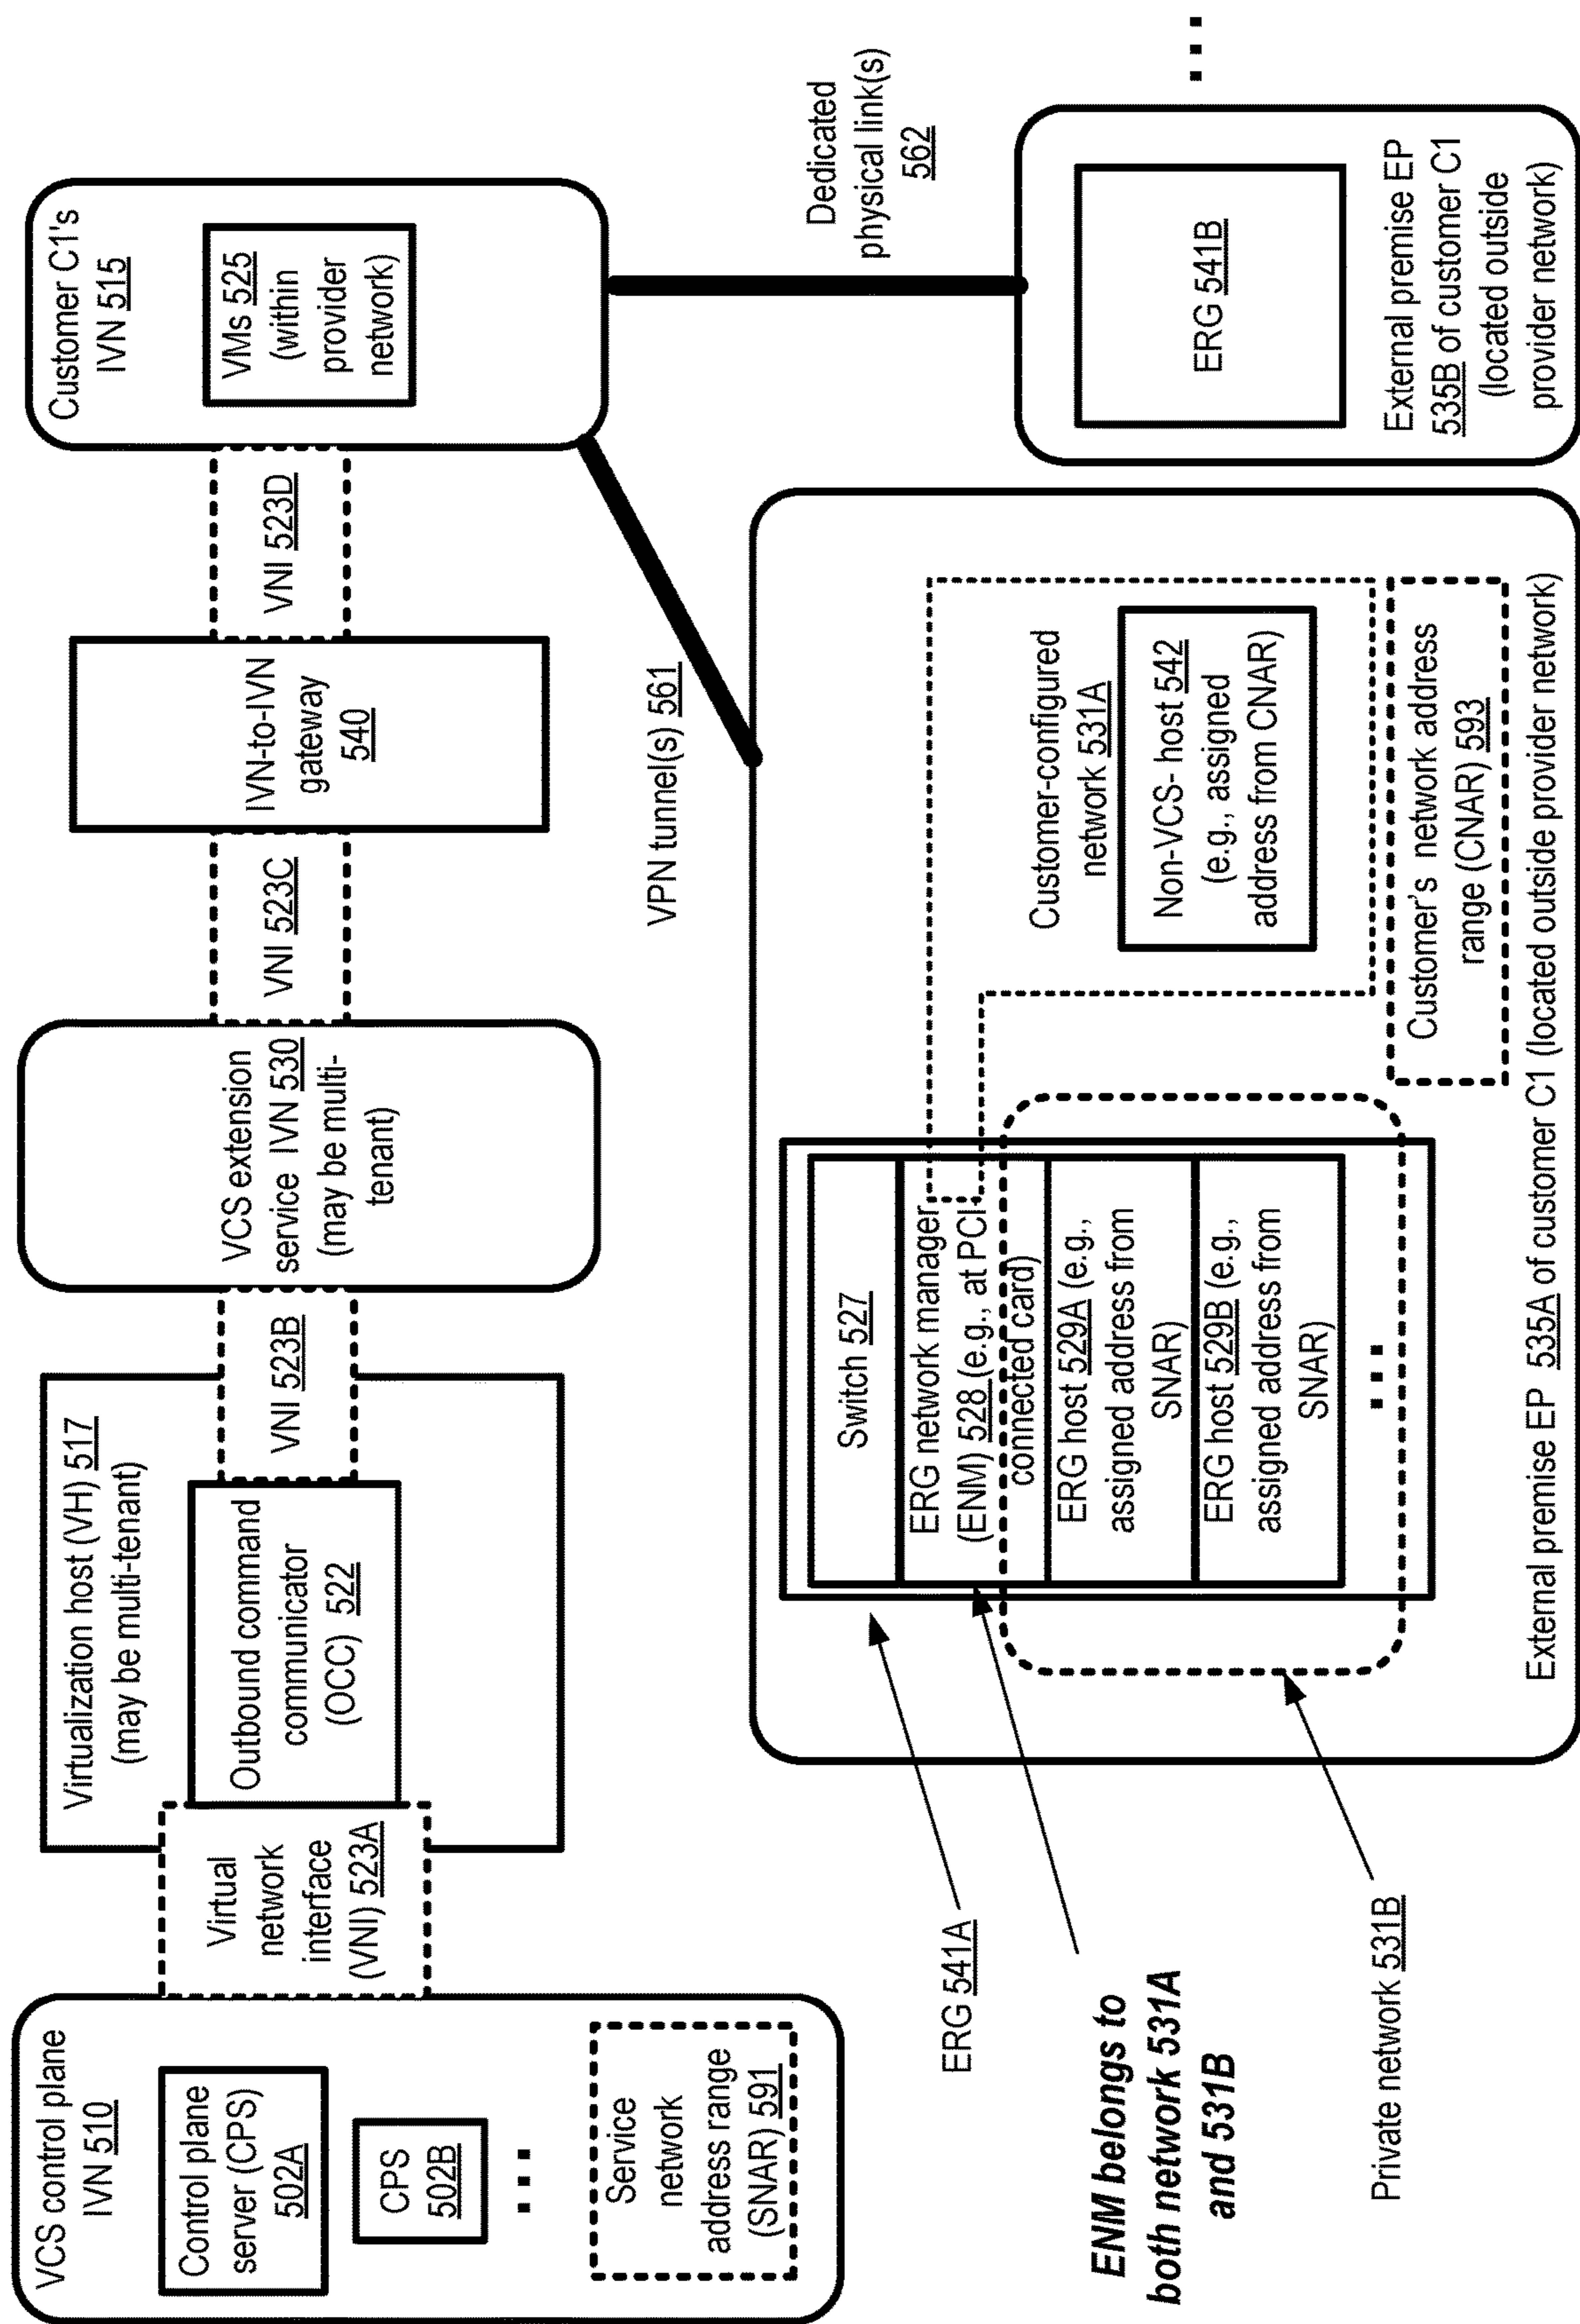 VCS control plane
IVN 510
Control plane
server (CPS)
502A
CPS
502B
Service
network
address range
(SNAR) 591
Virtual
network
interface
(VNI) 523A
Virtualization host (VH) 517
(may be multi-tenant)
Outbound command
communicator
(OCC) 522
VNI 523B
VCS extension
service IVN 530
(may be multi-
tenant)
VNI 523C
IVN-to-IVN
gateway
540
VNI 523D
Customer C1's
IVN 515
VMs 525
(within
provider
network)
VPN tunnel(s) 561
Dedicated
physical link(s)
562
ERG 541A
ENM belongs to
both network 531A
and 531B
Private network 531B
Switch 527
ERG network manager
(ENM) 528 (e.g., at PCI-
connected card)
ERG host 529A (e.g.,
assigned address from
SNAR)
ERG host 529B (e.g.,
assigned address from
SNAR)
Customer-configured
network 531A
Non-VCS- host 542
(e.g., assigned
address from CNAR)
Customer's network address
range (CNAR) 593
External premise EP 535A of customer C1 (located outside provider network)
ERG 541B
External premise EP
535B of customer C1
(located outside
provider network)